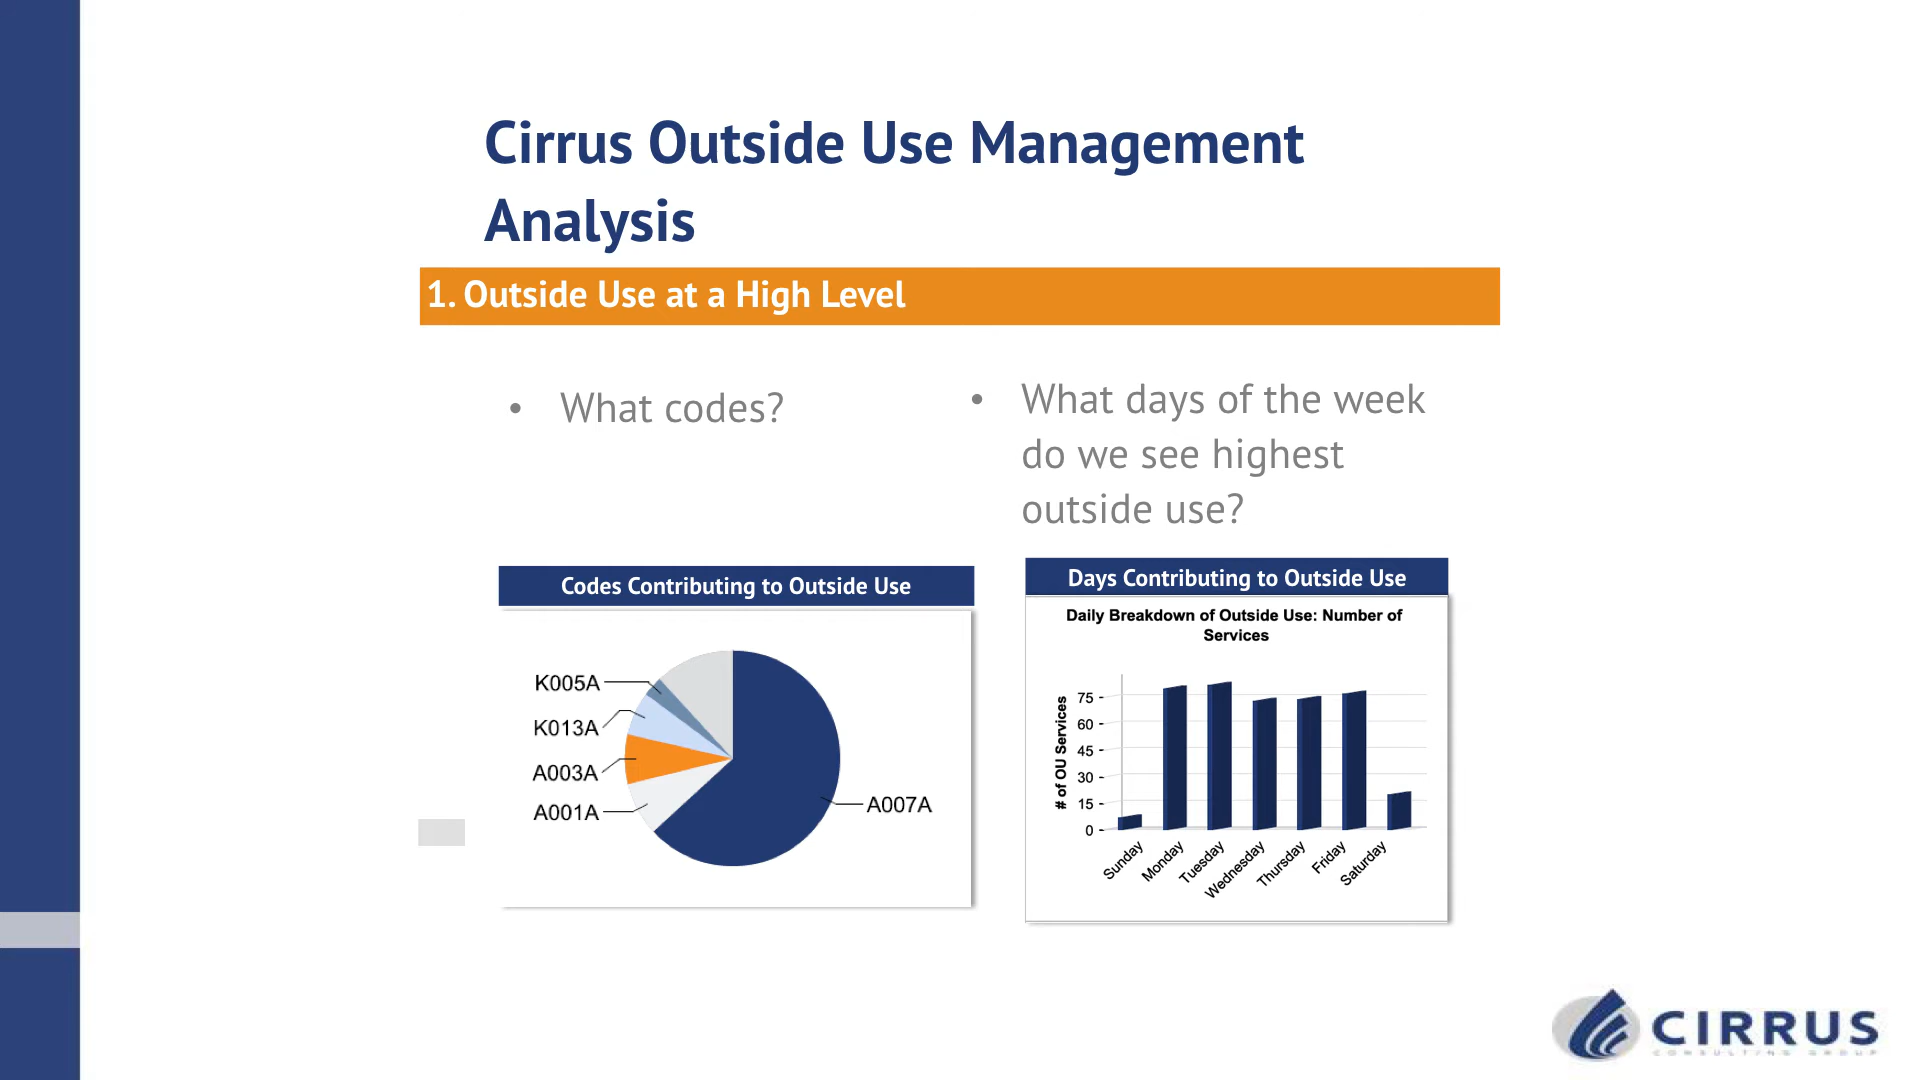 Cirrus Outside Use Management
Analysis
1. Outside Use at a High Level
• What codes?
• What days of the week
do we see highest
outside use?
Codes Contributing to Outside Use
K005A
K013A
A003A
A001A
A007A
Days Contributing to Outside Use
Daily Breakdown of Outside Use: Number of
Services
# of OU Services
75
60
45
30
15
0
Sunday
Monday
Tuesday
Wednesday
Thursday
Friday
Saturday
CIRRUS
CONSULTING GROUP